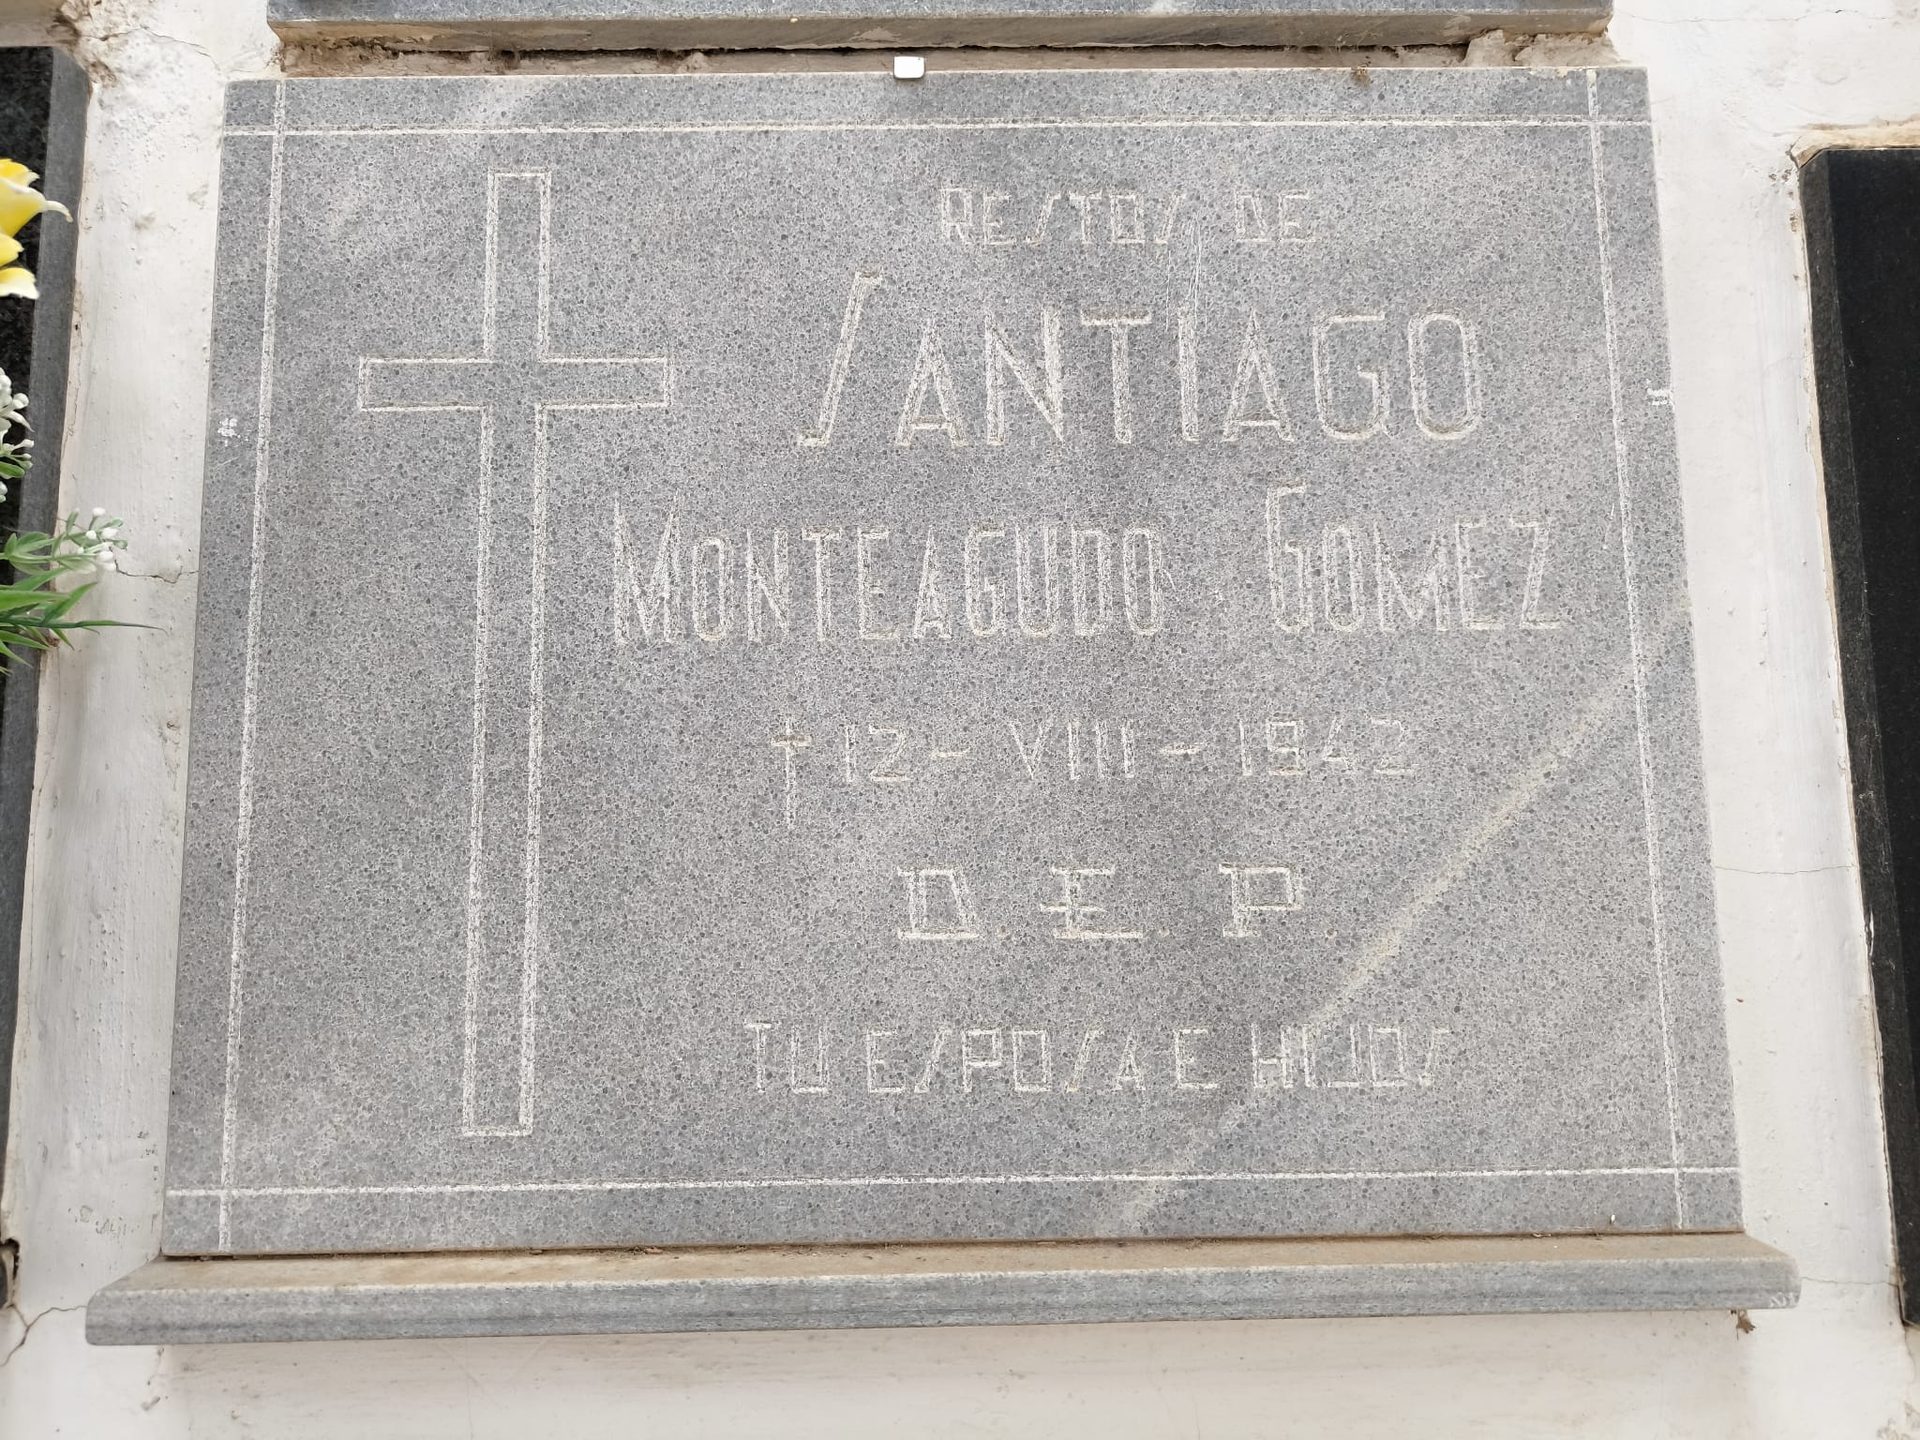 RESTOS DE
SANTIAGO
MONTEAGUDO GOMEZ
† 12 - VIII - 1942
D. E. P.
TU ESPOSA E HIJOS